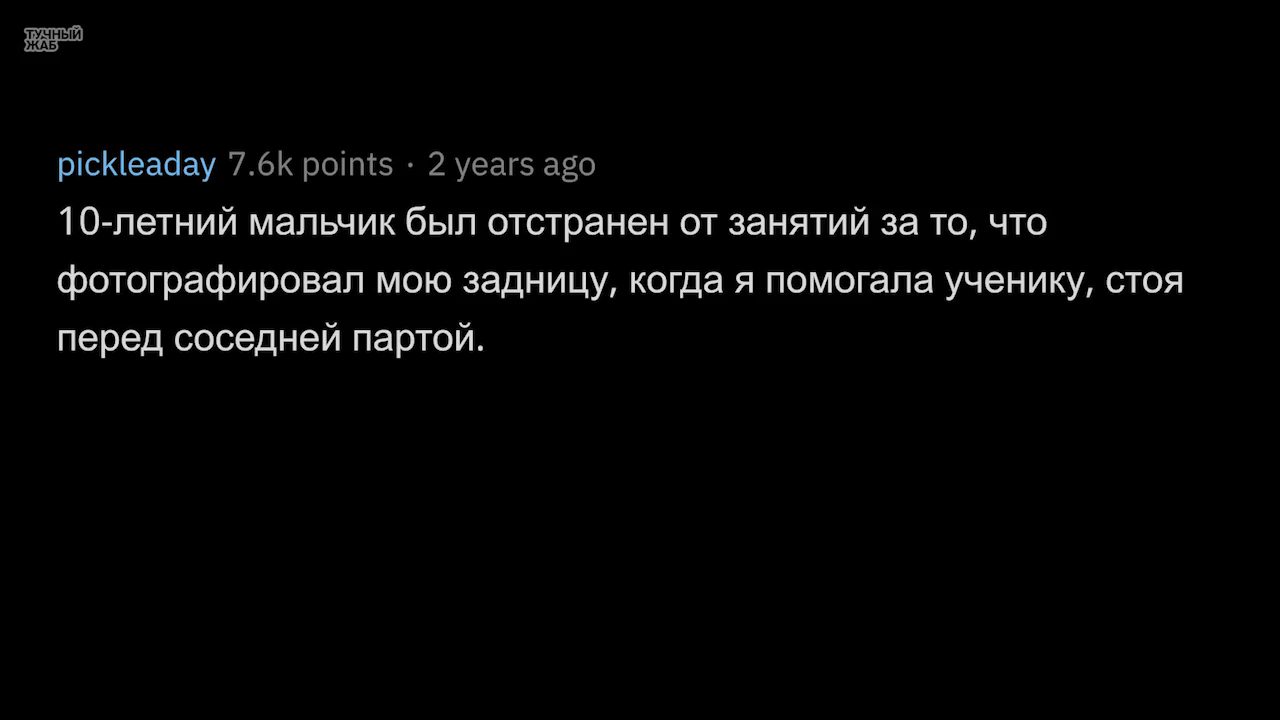 ТУЧНЫЙ
ЖАБ
pickleaday 7.6k points · 2 years ago
10-летний мальчик был отстранен от занятий за то, что
фотографировал мою задницу, когда я помогала ученику, стоя
перед соседней партой.